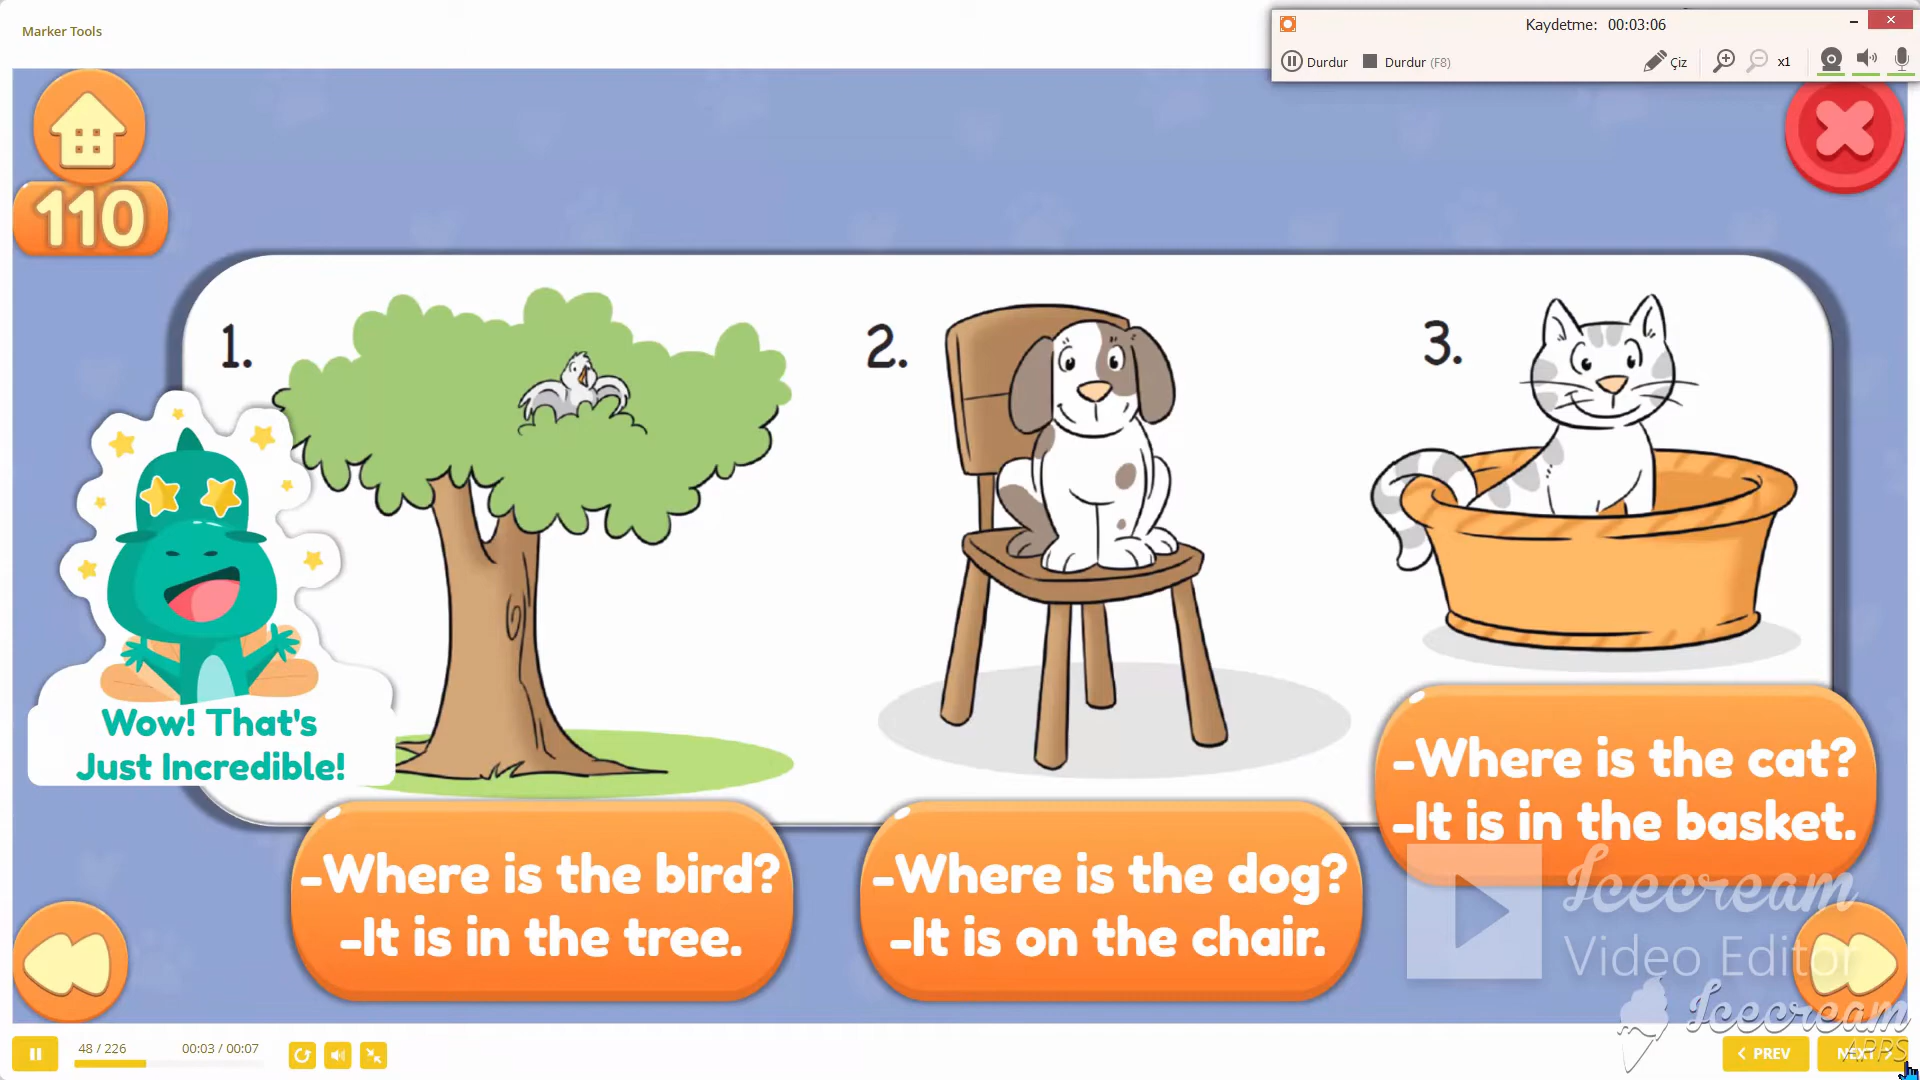 Marker Tools
Kaydetme: 00:03:06
Durdur
Durdur (F8)
Çiz
x1
110
1.
2.
3.
Wow! That's
Just Incredible!
-Where is the bird?
-It is in the tree.
-Where is the dog?
-It is on the chair.
-Where is the cat?
-It is in the basket.
Icecream
Video Editor
Icecream
APPS
48 / 226
00:03 / 00:07
PREV
NEXT